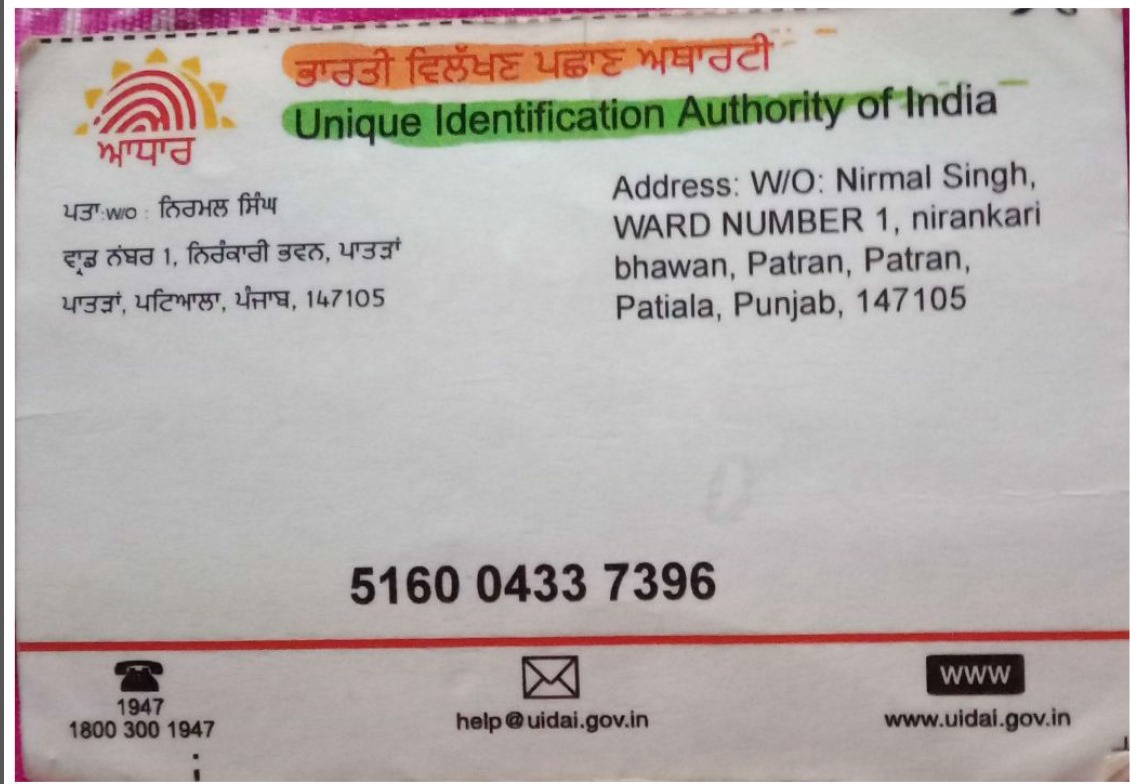 ਭਾਰਤੀ ਵਿਲੱਖਣ ਪਛਾਣ ਅਥਾਰਟੀ
Unique Identification Authority of India
ਆਧਾਰ
ਪਤਾ:W/O : ਨਿਰਮਲ ਸਿੰਘ
ਵ੍ਹਾਡ ਨੰਬਰ 1, ਨਿਰੰਕਾਰੀ ਭਵਨ, ਪਾਤੜਾਂ
ਪਾਤੜਾਂ, ਪਟਿਆਲਾ, ਪੰਜਾਬ, 147105
Address: W/O: Nirmal Singh,
WARD NUMBER 1, nirankari
bhawan, Patran, Patran,
Patiala, Punjab, 147105
5160 0433 7396
1947
1800 300 1947
help@uidai.gov.in
WWW
www.uidai.gov.in